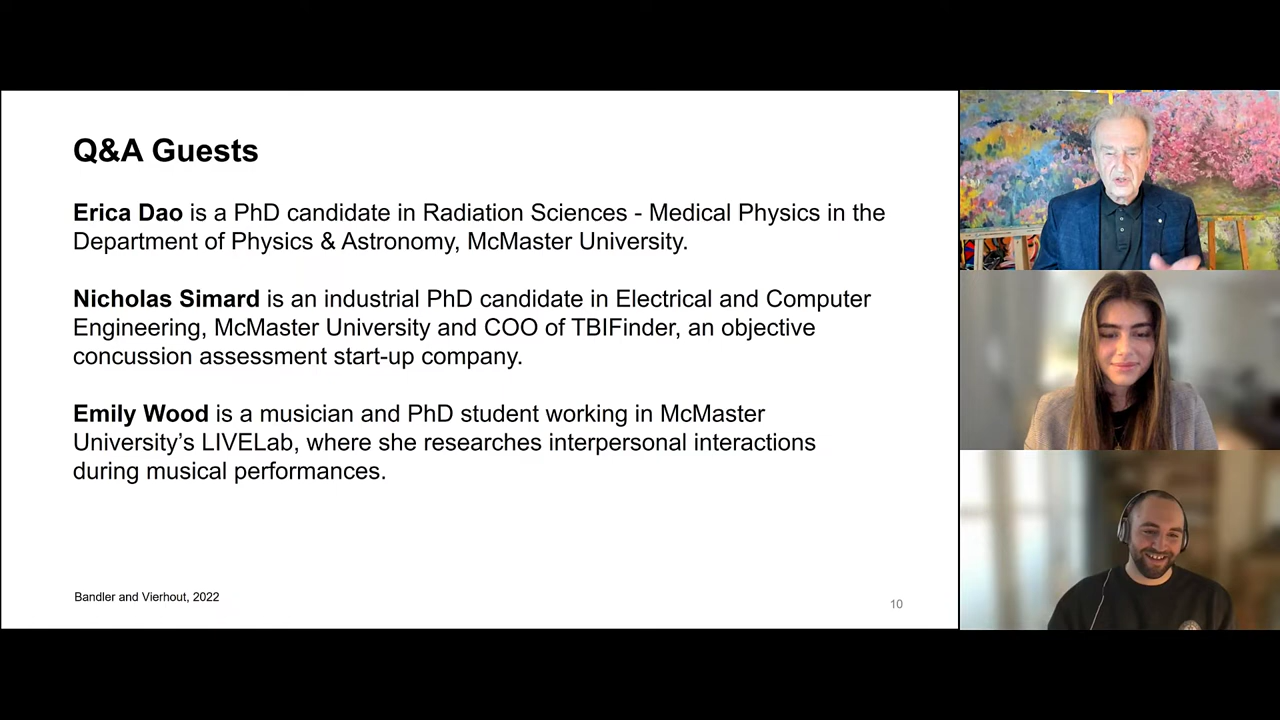 Q&A Guests
Erica Dao is a PhD candidate in Radiation Sciences - Medical Physics in the
Department of Physics & Astronomy, McMaster University.
Nicholas Simard is an industrial PhD candidate in Electrical and Computer
Engineering, McMaster University and COO of TBIFinder, an objective
concussion assessment start-up company.
Emily Wood is a musician and PhD student working in McMaster
University’s LIVELab, where she researches interpersonal interactions
during musical performances.
Bandler and Vierhout, 2022
10